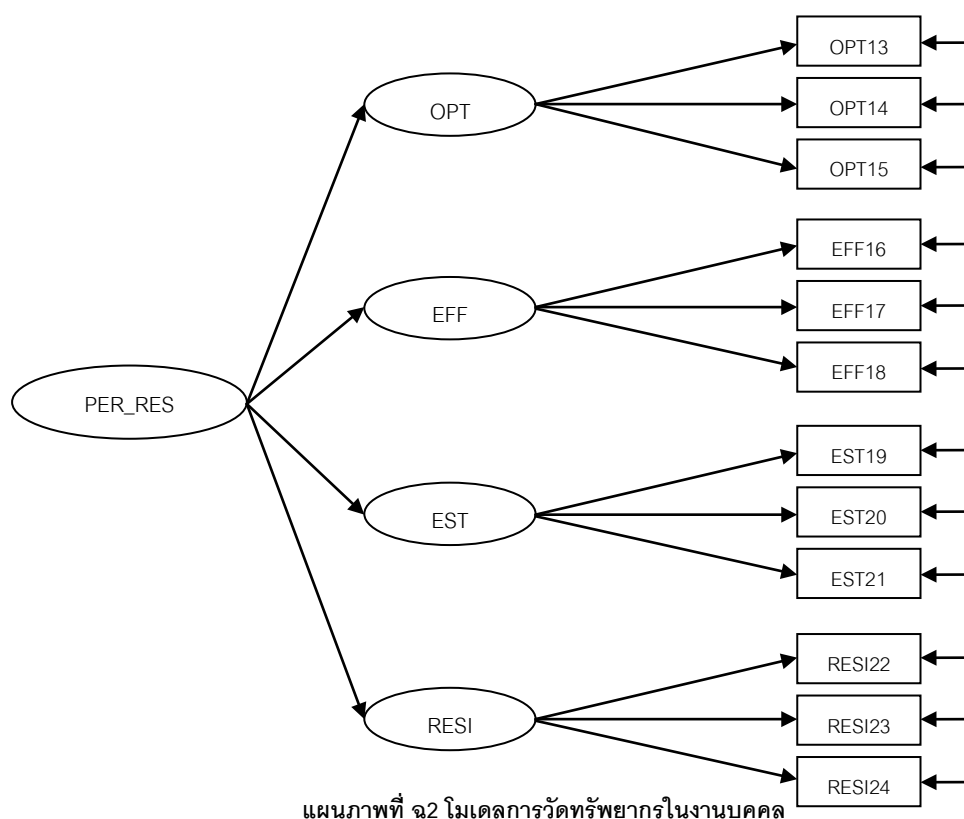 OPT13
OPT
OPT14
OPT15
EFF16
EFF
EFF17
EFF18
PER_RES
EST19
EST
EST20
EST21
RESI22
RESI
RESI23
RESI24
แผนภาพที่ ฉ2 โมเดลการวัดทรัพยากรในงานบุคคล